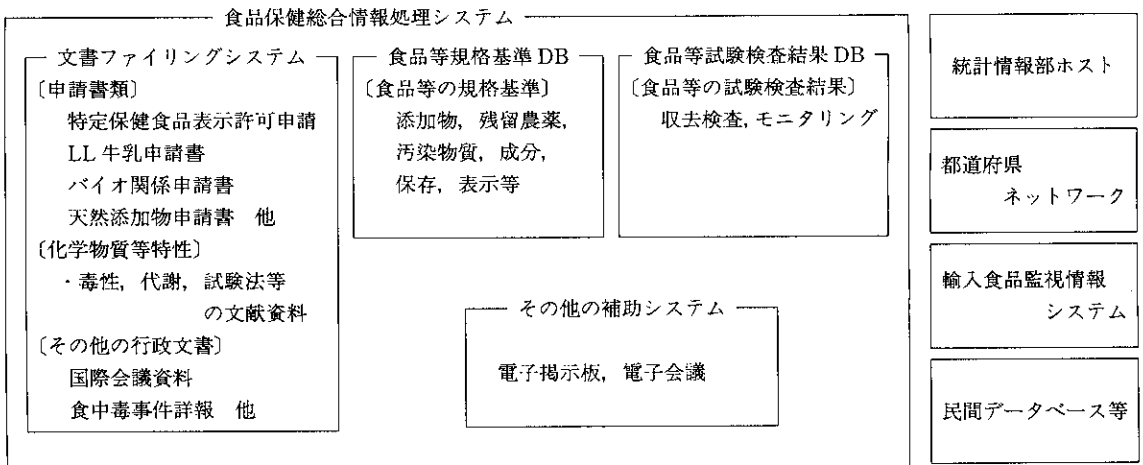 食品保健総合情報処理システム
文書ファイリングシステム
〔申請書類〕
特定保健食品表示許可申請
LL 牛乳申請書
バイオ関係申請書
天然添加物申請書 他
〔化学物質等特性〕
・毒性, 代謝, 試験法等
の文献資料
〔その他の行政文書〕
国際会議資料
食中毒事件詳報 他
食品等規格基準 DB
〔食品等の規格基準〕
添加物, 残留農薬,
汚染物質, 成分,
保存, 表示等
食品等試験検査結果 DB
〔食品等の試験検査結果〕
収去検査, モニタリング
その他の補助システム
電子掲示板, 電子会議
統計情報部ホスト
都道府県
ネットワーク
輸入食品監視情報
システム
民間データベース等